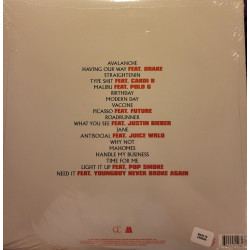 AVALANCHE
HAVING OUR WAY FEAT. DRAKE
STRAIGHTENIN
TYPE SHIT FEAT. CARDI B
MALIBU FEAT. POLO G
BIRTHDAY
MODERN DAY
VACCINE
PICASSO FEAT. FUTURE
ROADRUNNER
WHAT YOU SEE FEAT. JUSTIN BIEBER
JANE
ANTISOCIAL FEAT. JUICE WRLD
WHY NOT
MAHOMES
HANDLE MY BUSINESS
TIME FOR ME
LIGHT IT UP FEAT. POP SMOKE
NEED IT FEAT. YOUNGBOY NEVER BROKE AGAIN